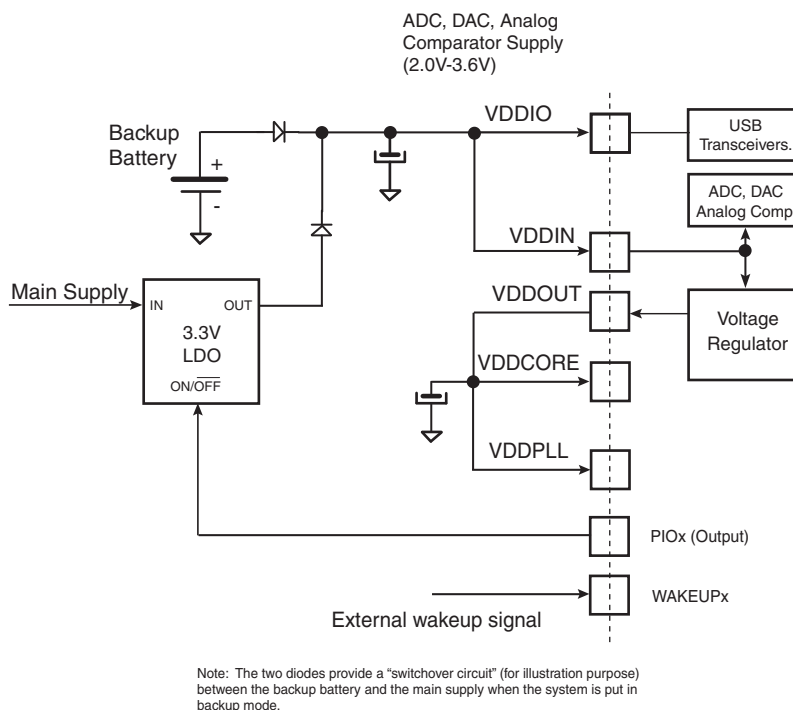 ADC, DAC, Analog
Comparator Supply
(2.0V-3.6V)
VDDIO
USB
Transceivers.
Backup
Battery
+
-
ADC, DAC
Analog Comp.
VDDIN
Main Supply
IN
OUT
3.3V
LDO
ON/OFF
VDDOUT
Voltage
Regulator
VDDCORE
VDDPLL
PIOx (Output)
WAKEUPx
External wakeup signal
Note: The two diodes provide a “switchover circuit” (for illustration purpose)
between the backup battery and the main supply when the system is put in
backup mode.